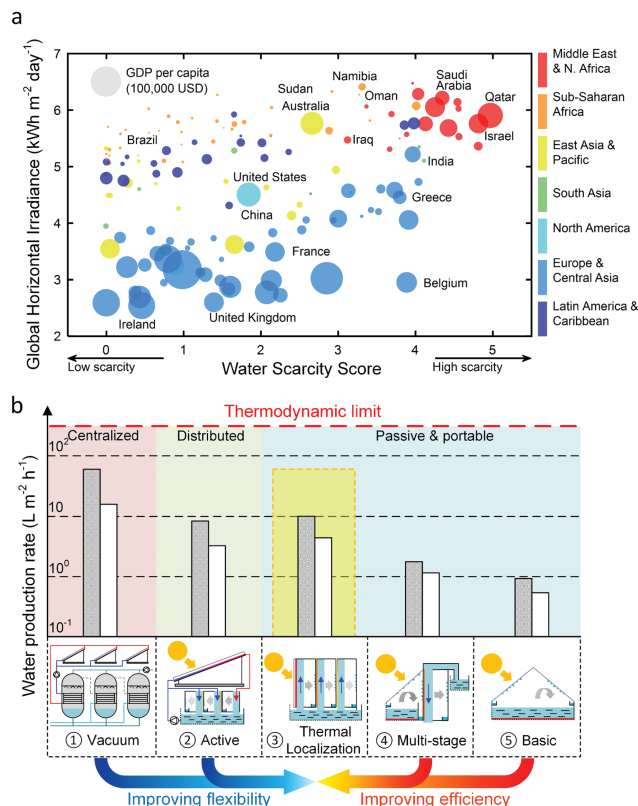 a
Global Horizontal Irradiance (kWh m-2 day-1)
7
6
5
4
3
2
GDP per capita
(100,000 USD)
Namibia
Sudan
Australia
Oman
Saudi
Arabia
Qatar
Brazil
Iraq
Israel
India
United States
China
Greece
France
Belgium
Ireland
United Kingdom
0
1
2
3
4
5
Low scarcity
Water Scarcity Score
High scarcity
Middle East
& N. Africa
Sub-Saharan
Africa
East Asia &
Pacific
South Asia
North America
Europe &
Central Asia
Latin America &
Caribbean
b
Thermodynamic limit
Water production rate (L m-2 h-1)
Centralized
Distributed
Passive & portable
10²
10
10⁰
10⁻¹
① Vacuum
② Active
③ Thermal
Localization
④ Multi-stage
⑤ Basic
Improving flexibility
Improving efficiency